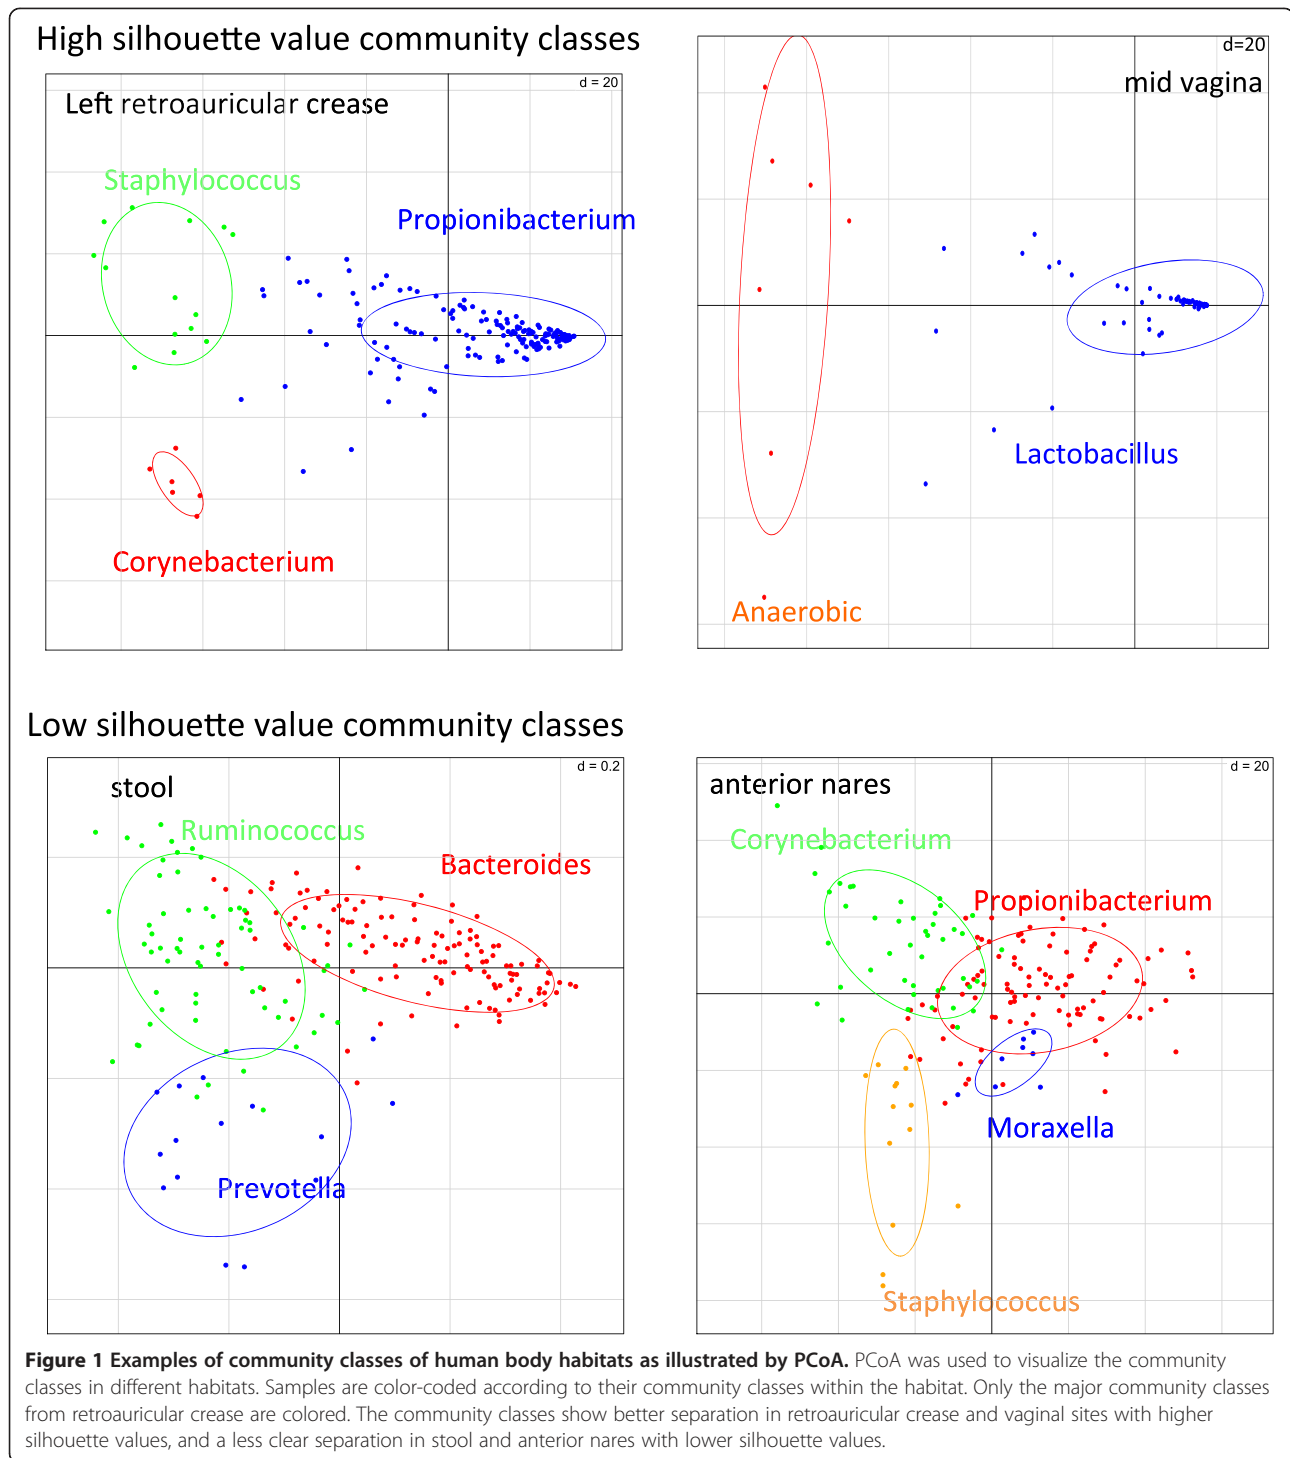 High silhouette value community classes
d = 20
Left retroauricular crease
Staphylococcus
Propionibacterium
Corynebacterium
d=20
mid vagina
Lactobacillus
Anaerobic
Low silhouette value community classes
d = 0.2
stool
Ruminococcus
Bacteroides
Prevotella
d = 20
anterior nares
Corynebacterium
Propionibacterium
Moraxella
Staphylococcus
Figure 1 Examples of community classes of human body habitats as illustrated by PCoA. PCoA was used to visualize the community
classes in different habitats. Samples are color-coded according to their community classes within the habitat. Only the major community classes
from retroauricular crease are colored. The community classes show better separation in retroauricular crease and vaginal sites with higher
silhouette values, and a less clear separation in stool and anterior nares with lower silhouette values.